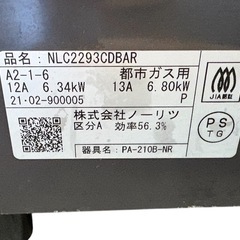 品名: NLC2293CDBAR
A2-1-6 都市ガス用
12A 6.34kW 13A 6.80kW
21・02-900005 P
株式会社ノーリツ
区分A 効率56.3%
器具名: PA-210B-NR
JIA認証
PS
TG